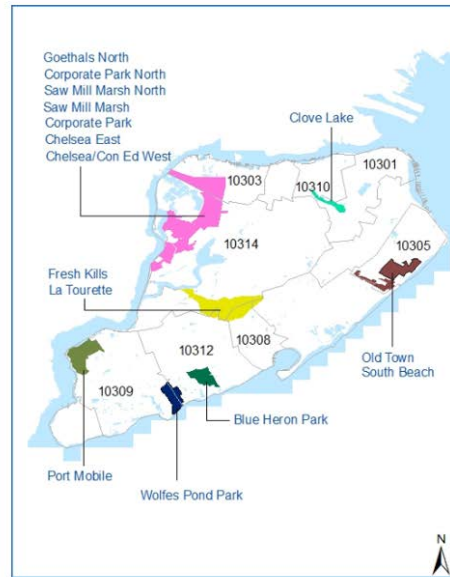 Goethals North
Corporate Park North
Saw Mill Marsh North
Saw Mill Marsh
Corporate Park
Chelsea East
Chelsea/Con Ed West
Clove Lake
10303
10310
10301
10314
10305
Fresh Kills
La Tourette
10308
10312
10309
Old Town
South Beach
Blue Heron Park
Port Mobile
Wolfes Pond Park
N